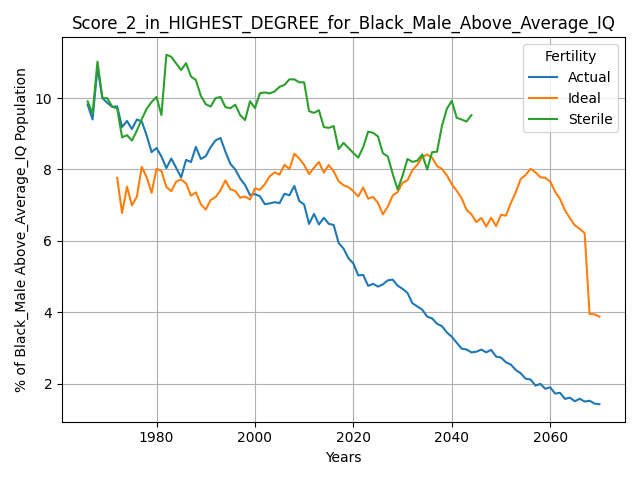 Score_2_in_HIGHEST_DEGREE_for_Black_Male_Above_Average_IQ
Fertility
Actual
Ideal
Sterile
% of Black_Male Above_Average_IQ Population
10
8
6
4
2
1980 2000 2020 2040 2060
Years